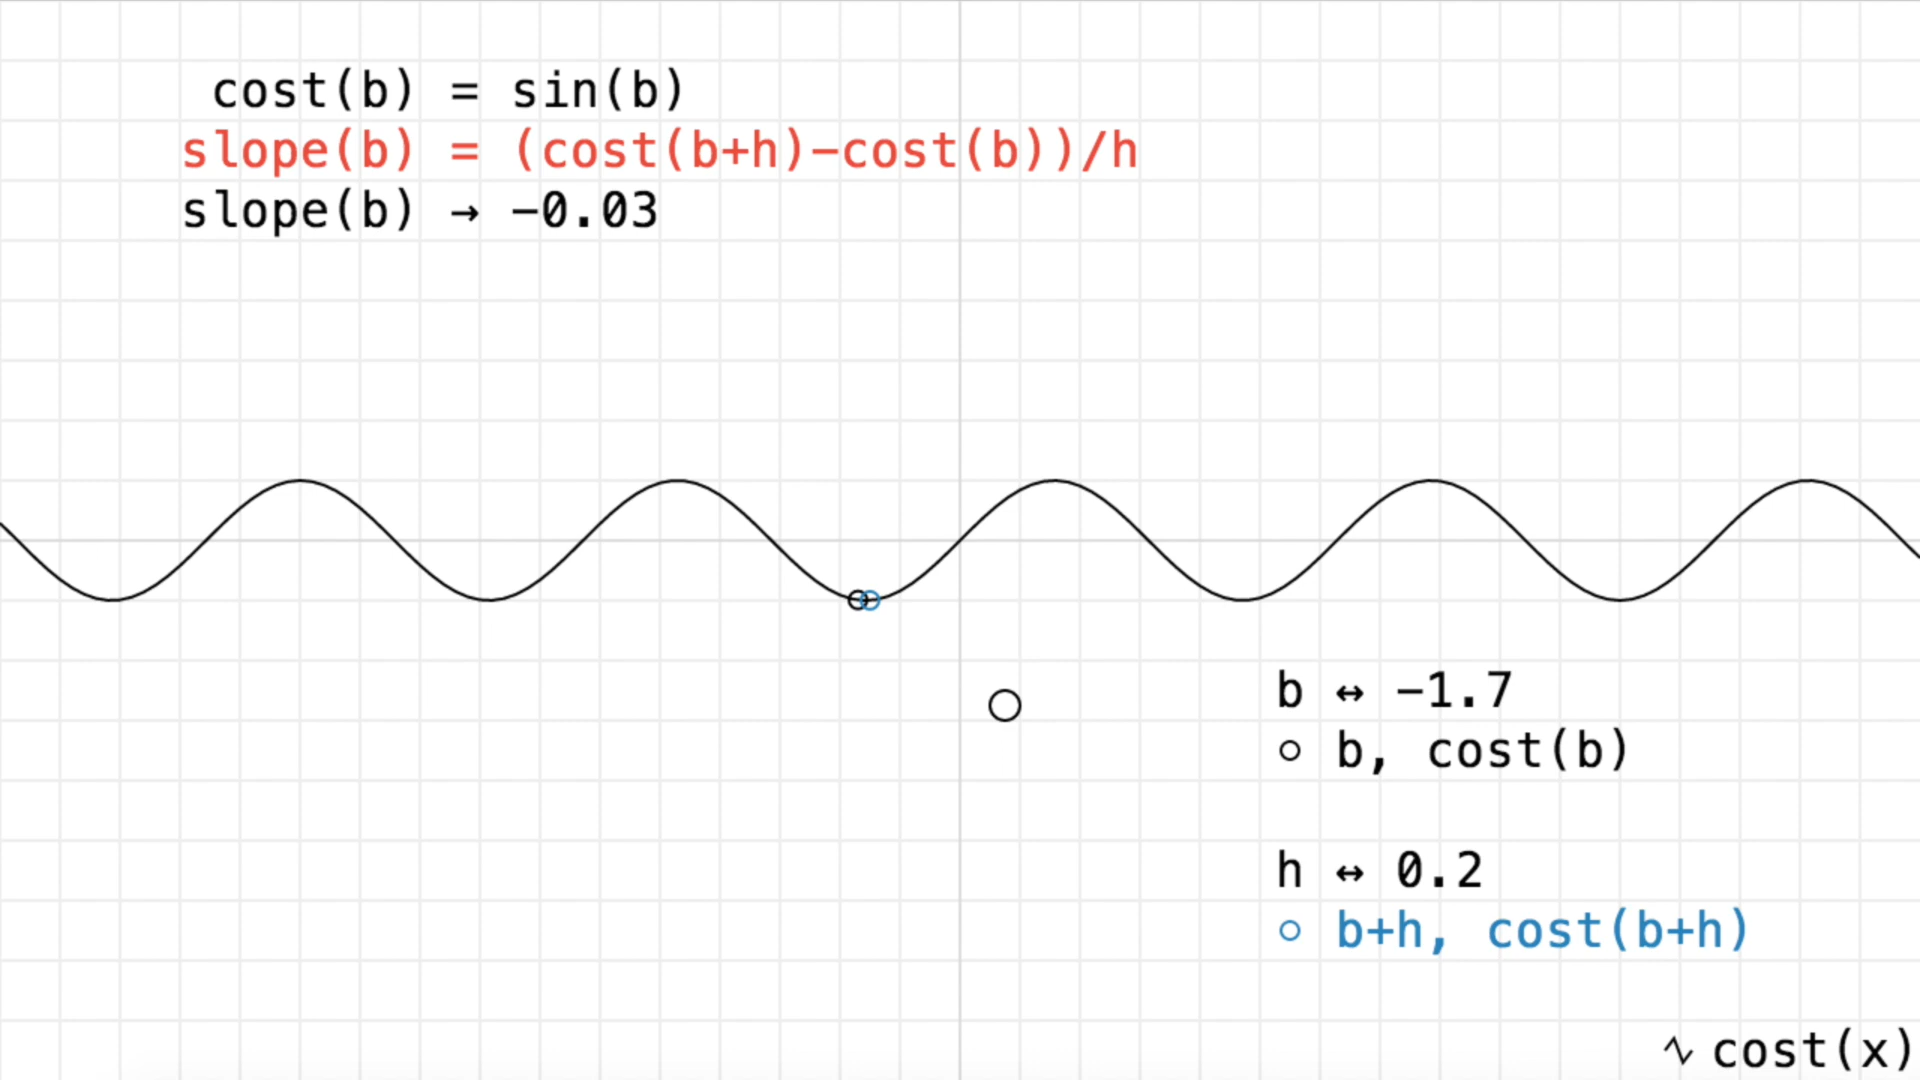 cost(b) = sin(b)
slope(b) = (cost(b+h)−cost(b))/h
slope(b) → −0.03
b ↔ −1.7
○ b, cost(b)
h ↔ 0.2
○ b+h, cost(b+h)
∿ cost(x)